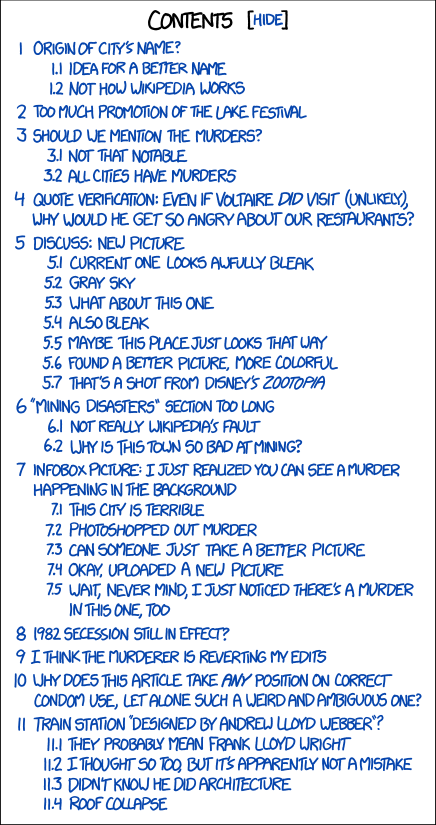 CONTENTS [HIDE]
1 ORIGIN OF CITY'S NAME?
1.1 IDEA FOR A BETTER NAME
1.2 NOT HOW WIKIPEDIA WORKS
2 TOO MUCH PROMOTION OF THE LAKE FESTIVAL
3 SHOULD WE MENTION THE MURDERS?
3.1 NOT THAT NOTABLE
3.2 ALL CITIES HAVE MURDERS
4 QUOTE VERIFICATION: EVEN IF VOLTAIRE DID VISIT (UNLIKELY),
WHY WOULD HE GET SO ANGRY ABOUT OUR RESTAURANTS?
5 DISCUSS: NEW PICTURE
5.1 CURRENT ONE LOOKS AWFULLY BLEAK
5.2 GRAY SKY
5.3 WHAT ABOUT THIS ONE
5.4 ALSO BLEAK
5.5 MAYBE THIS PLACE JUST LOOKS THAT WAY
5.6 FOUND A BETTER PICTURE, MORE COLORFUL
5.7 THAT'S A SHOT FROM DISNEY'S ZOOTOPIA
6 "MINING DISASTERS" SECTION TOO LONG
6.1 NOT REALLY WIKIPEDIA'S FAULT
6.2 WHY IS THIS TOWN SO BAD AT MINING?
7 INFOBOX PICTURE: I JUST REALIZED YOU CAN SEE A MURDER
HAPPENING IN THE BACKGROUND
7.1 THIS CITY IS TERRIBLE
7.2 PHOTOSHOPPED OUT MURDER
7.3 CAN SOMEONE JUST TAKE A BETTER PICTURE
7.4 OKAY, UPLOADED A NEW PICTURE
7.5 WAIT, NEVER MIND, I JUST NOTICED THERE'S A MURDER
IN THIS ONE, TOO
8 1982 SECESSION STILL IN EFFECT?
9 I THINK THE MURDERER IS REVERTING MY EDITS
10 WHY DOES THIS ARTICLE TAKE ANY POSITION ON CORRECT
CONDOM USE, LET ALONE SUCH A WEIRD AND AMBIGUOUS ONE?
11 TRAIN STATION "DESIGNED BY ANDREW LLOYD WEBBER"?
11.1 THEY PROBABLY MEAN FRANK LLOYD WRIGHT
11.2 I THOUGHT SO TOO, BUT IT'S APPARENTLY NOT A MISTAKE
11.3 DIDN'T KNOW HE DID ARCHITECTURE
11.4 ROOF COLLAPSE